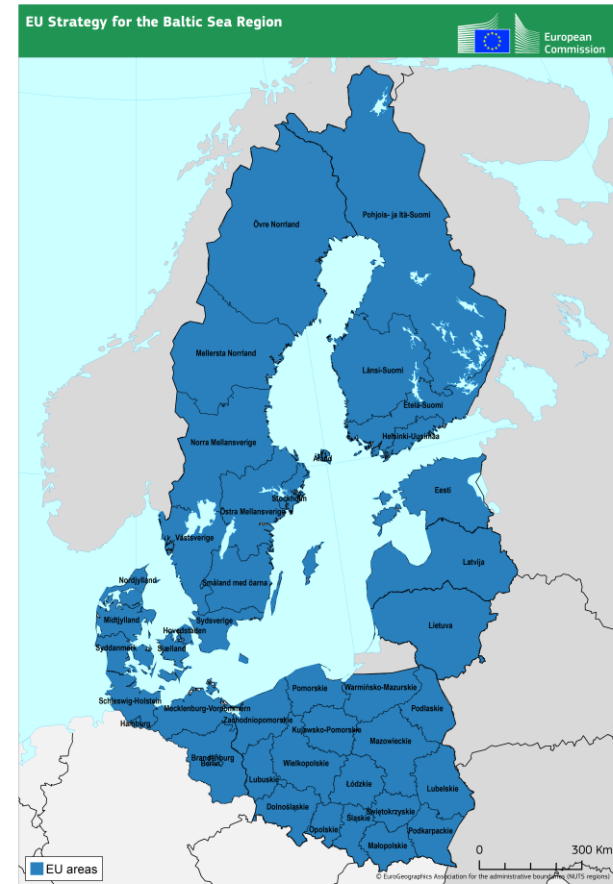 EU Strategy for the Baltic Sea Region
European
Commission
Övre Norrland
Pohjois- ja Itä-Suomi
Mellersta Norrland
Länsi-Suomi
Etelä-Suomi
Helsinki-Uusimaa
Norra Mellansverige
Åland
Stockholm
Östra Mellansverige
Eesti
Västsverige
Latvija
Småland med öarna
Nordjylland
Midtjylland
Hovedstaden
Sydsverige
Lietuva
Syddanmark
Sjælland
Schleswig-Holstein
Mecklenburg-Vorpommern
Hamburg
Zachodniopomorskie
Pomorskie
Warmińsko-Mazurskie
Podlaskie
Kujawsko-Pomorskie
Mazowieckie
Brandenburg
Berlin
Wielkopolskie
Lubuskie
Łódzkie
Lubelskie
Dolnośląskie
Świętokrzyskie
Śląskie
Opolskie
Podkarpackie
Małopolskie
0 300 Km
EU areas
© EuroGeographics Association for the administrative boundaries (NUTS regions)